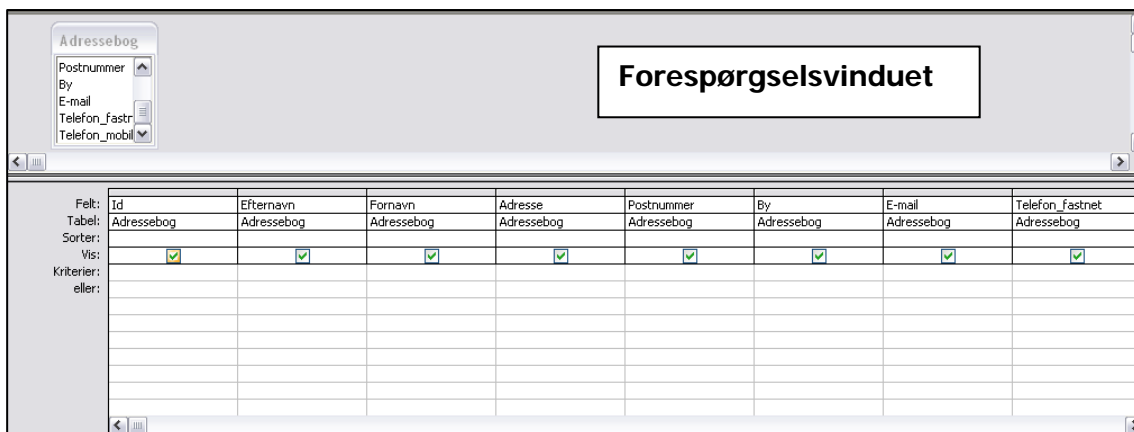 Adressebog
Forespørgselsvinduet
Postnummer
By
E-mail
Telefon_fastr
Telefon_mobil
Felt: Id Efternavn Fornavn Adresse Postnummer By E-mail Telefon_fastnet
Tabel: Adressebog Adressebog Adressebog Adressebog Adressebog Adressebog Adressebog Adressebog
Sorter:
Vis:
Kriterier:
eller: